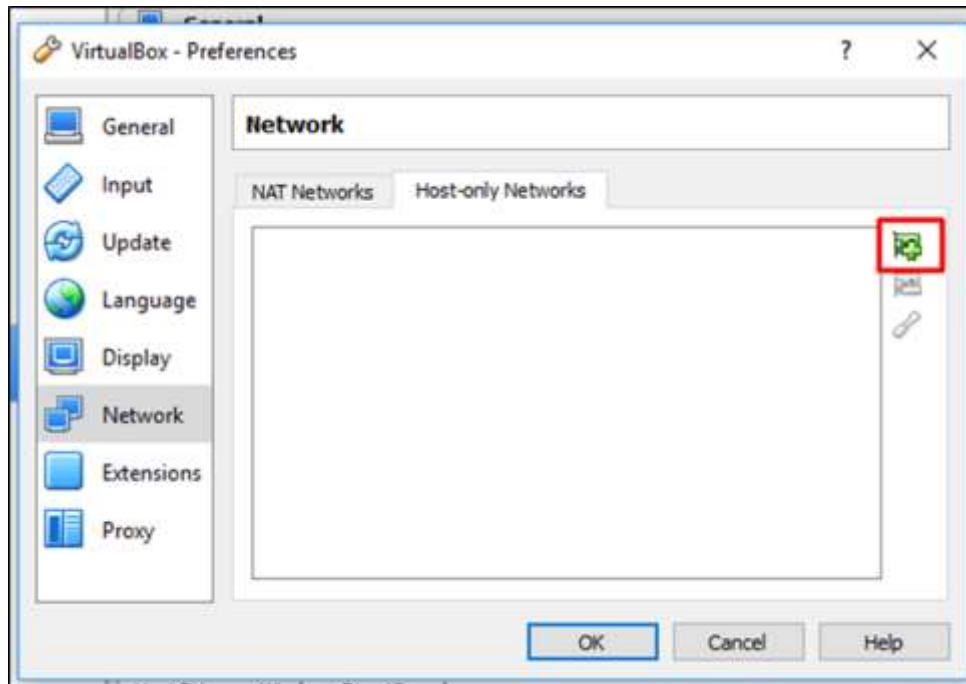 General
VirtualBox - Preferences
?
General
Input
Update
Language
Display
Network
Extensions
Proxy
Network
NAT Networks
Host-only Networks
OK
Cancel
Help